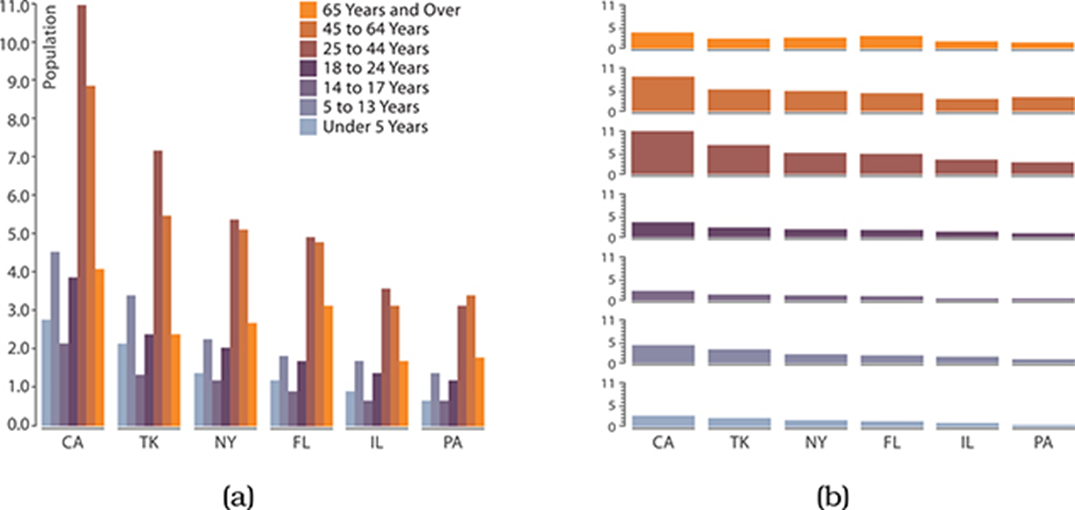 11.0
10.0
9.0
8.0
7.0
6.0
5.0
4.0
3.0
2.0
1.0
0.0
Population
65 Years and Over
45 to 64 Years
25 to 44 Years
18 to 24 Years
14 to 17 Years
5 to 13 Years
Under 5 Years
CA TK NY FL IL PA
(a)
11
5
0
11
5
0
11
5
0
11
5
0
11
5
0
11
5
0
11
5
0
CA TK NY FL IL PA
(b)